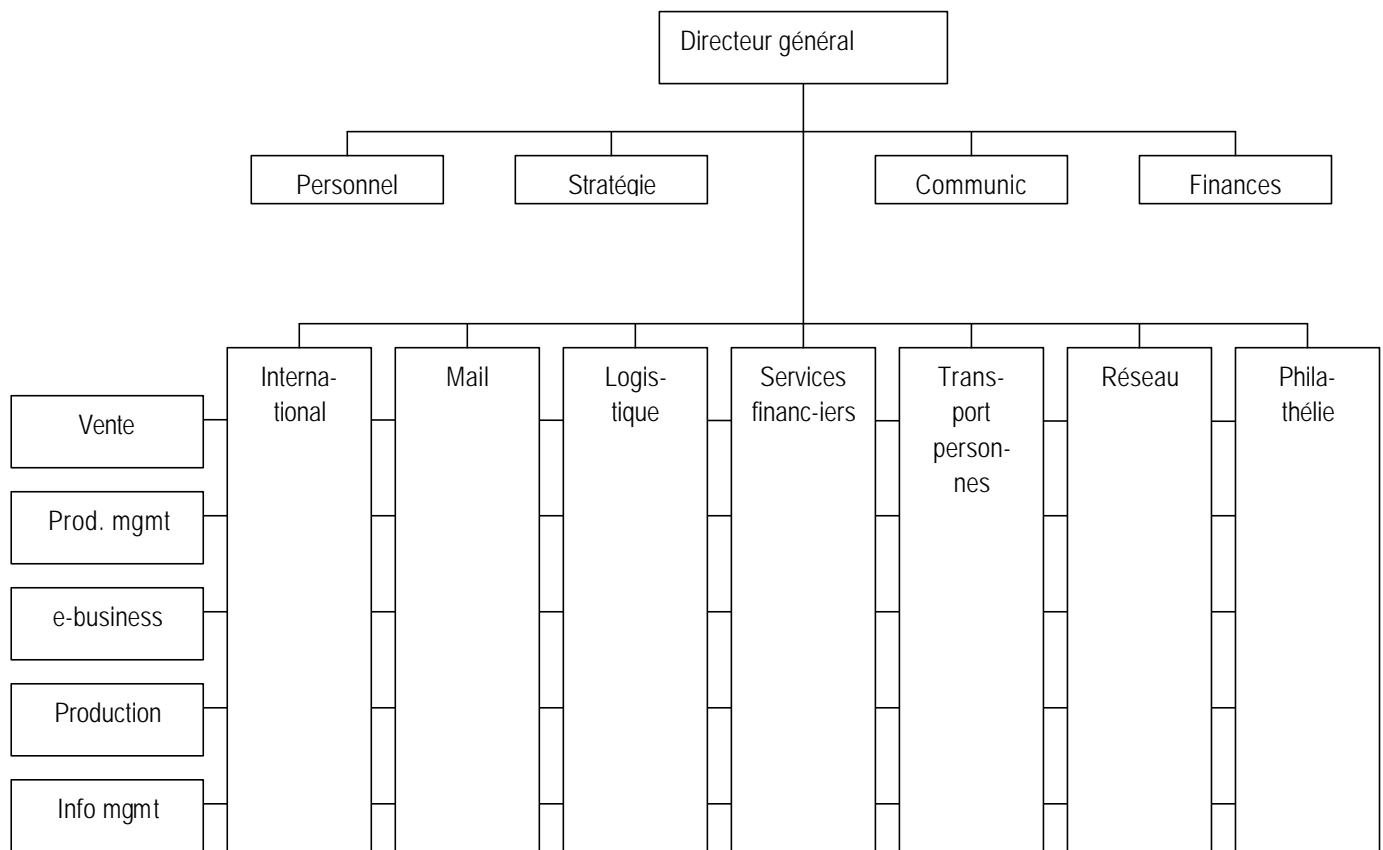 Directeur général
Personnel
Stratégie
Communic
Finances
Interna-
tional
Mail
Logis-
tique
Services
financ-iers
Trans-
port
person-
nes
Réseau
Phila-
thélie
Vente
Prod. mgmt
e-business
Production
Info mgmt